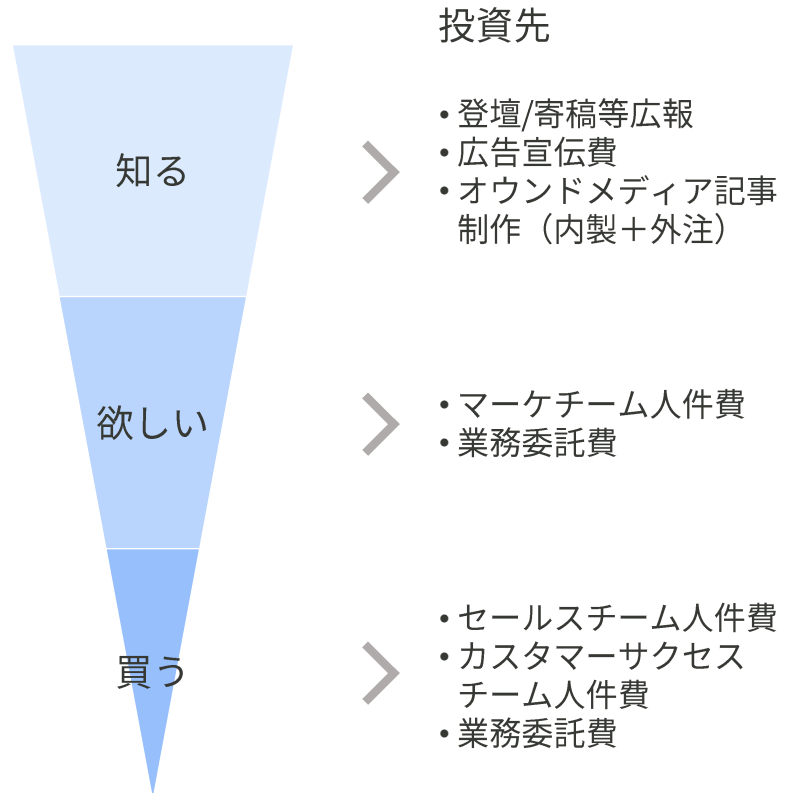 投資先
知る
• 登壇/寄稿等広報
• 広告宣伝費
• オウンドメディア記事
制作（内製＋外注）
欲しい
• マーケチーム人件費
• 業務委託費
買う
• セールスチーム人件費
• カスタマーサクセス
チーム人件費
• 業務委託費